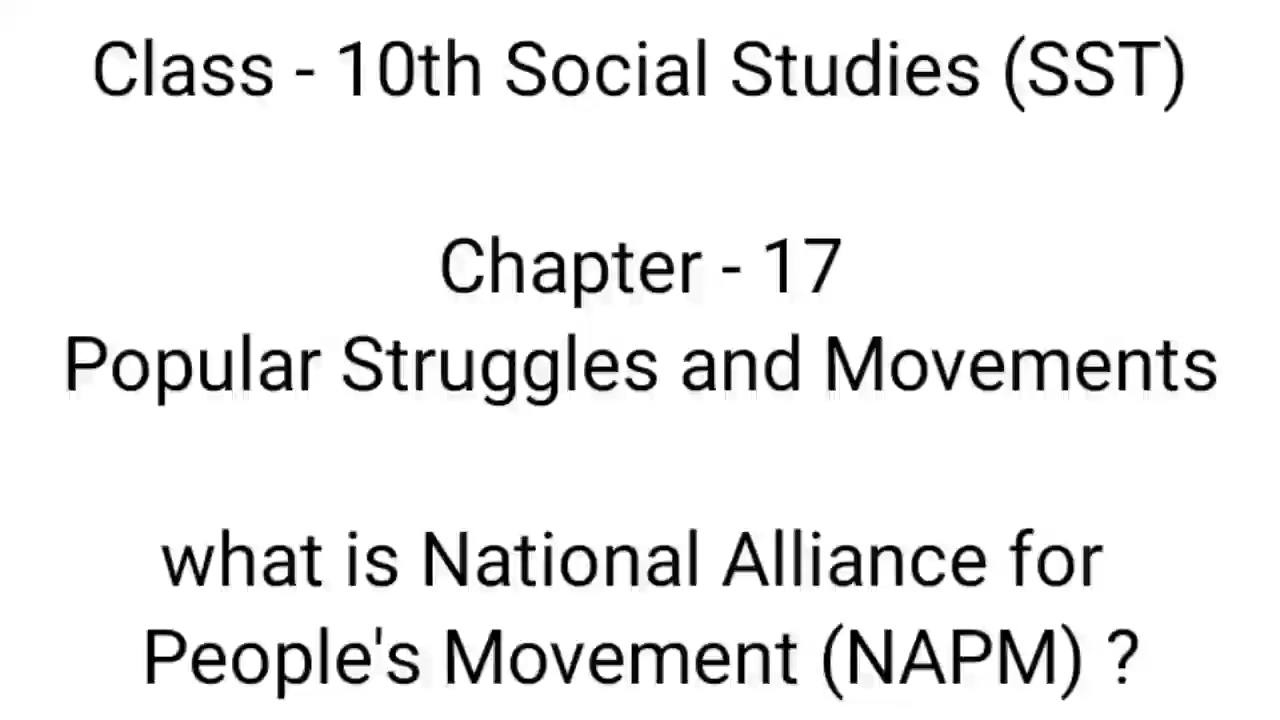 Class - 10th Social Studies (SST)
Chapter - 17
Popular Struggles and Movements
what is National Alliance for
People's Movement (NAPM) ?